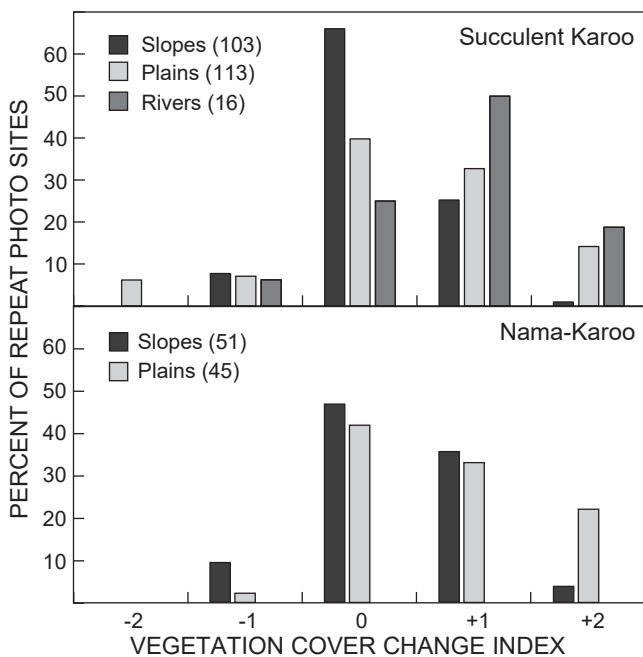 PERCENT OF REPEAT PHOTO SITES
Succulent Karoo
Slopes (103)
Plains (113)
Rivers (16)
60
50
40
30
20
10
Nama-Karoo
Slopes (51)
Plains (45)
60
50
40
30
20
10
-2 -1 0 +1 +2
VEGETATION COVER CHANGE INDEX